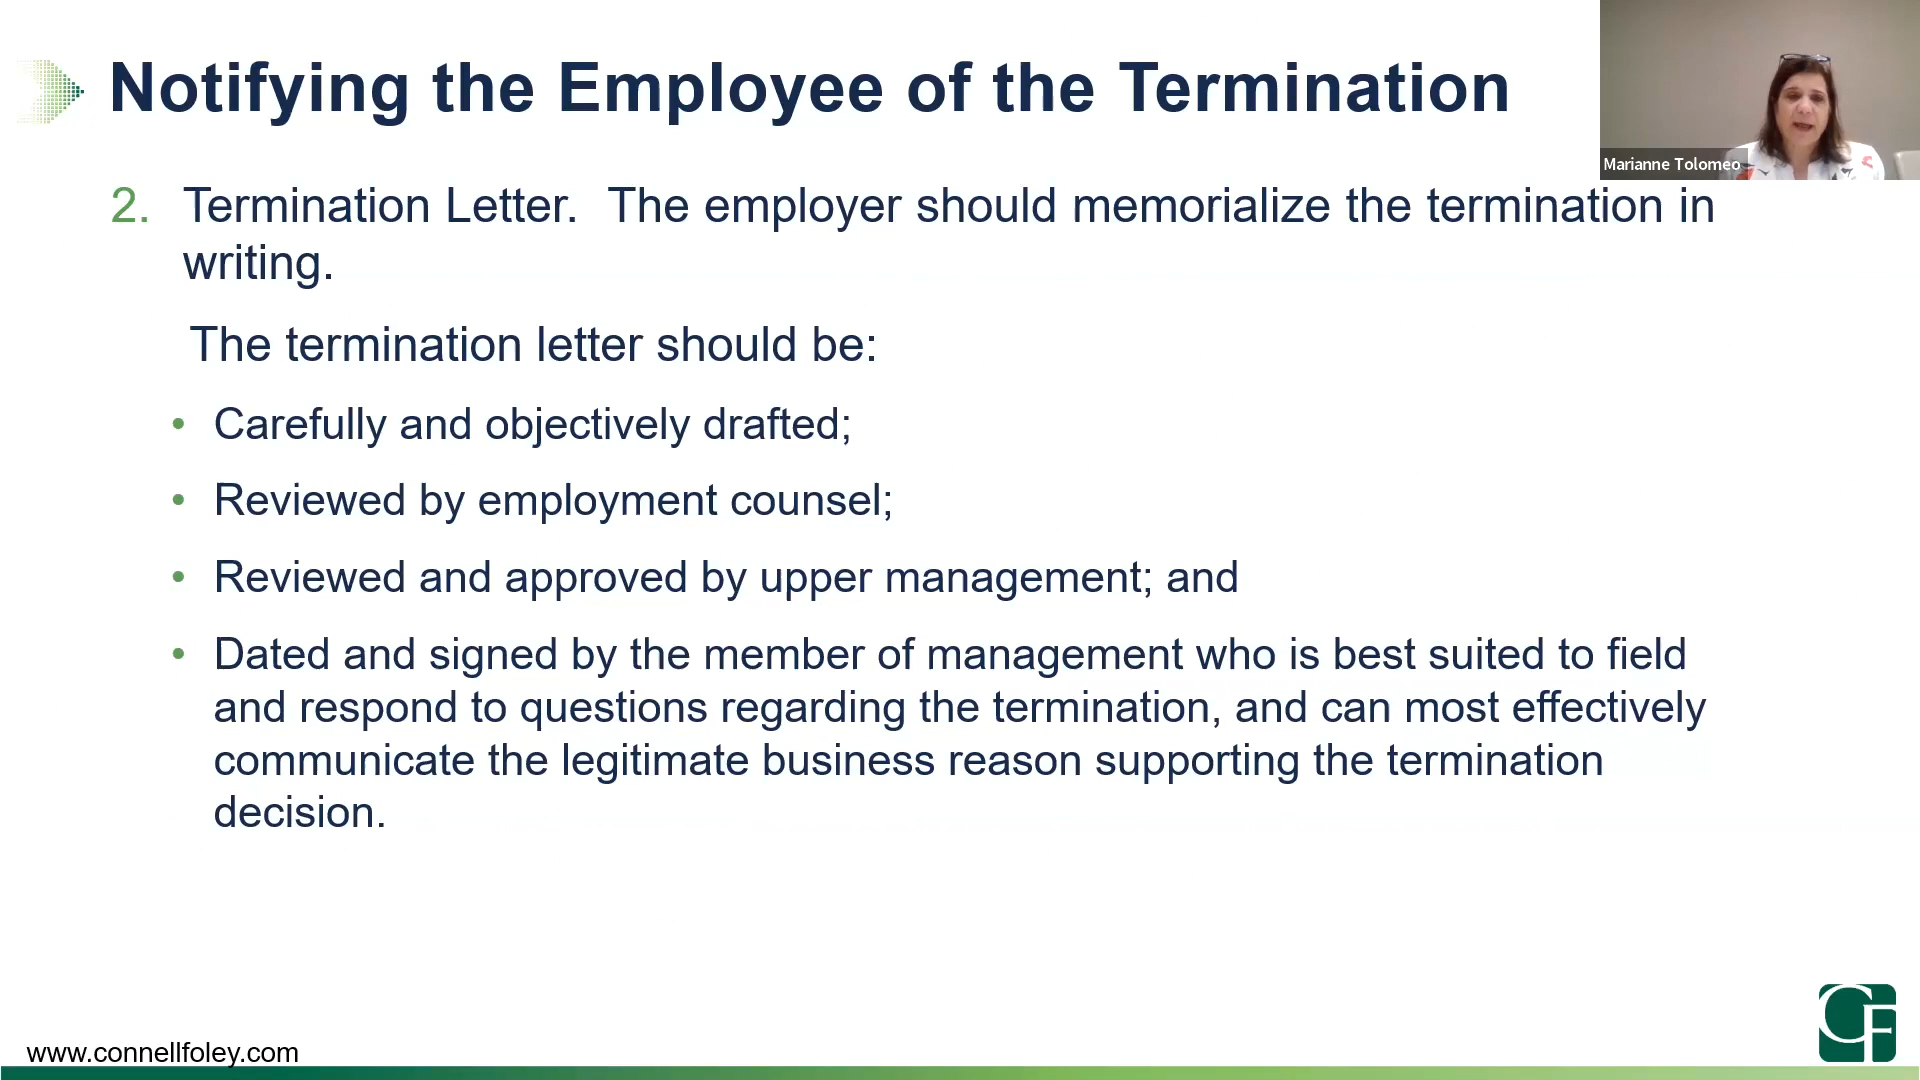 Notifying the Employee of the Termination
Marianne Tolomeo
2. Termination Letter. The employer should memorialize the termination in
writing.
The termination letter should be:
• Carefully and objectively drafted;
• Reviewed by employment counsel;
• Reviewed and approved by upper management; and
• Dated and signed by the member of management who is best suited to field
and respond to questions regarding the termination, and can most effectively
communicate the legitimate business reason supporting the termination
decision.
CF
www.connellfoley.com